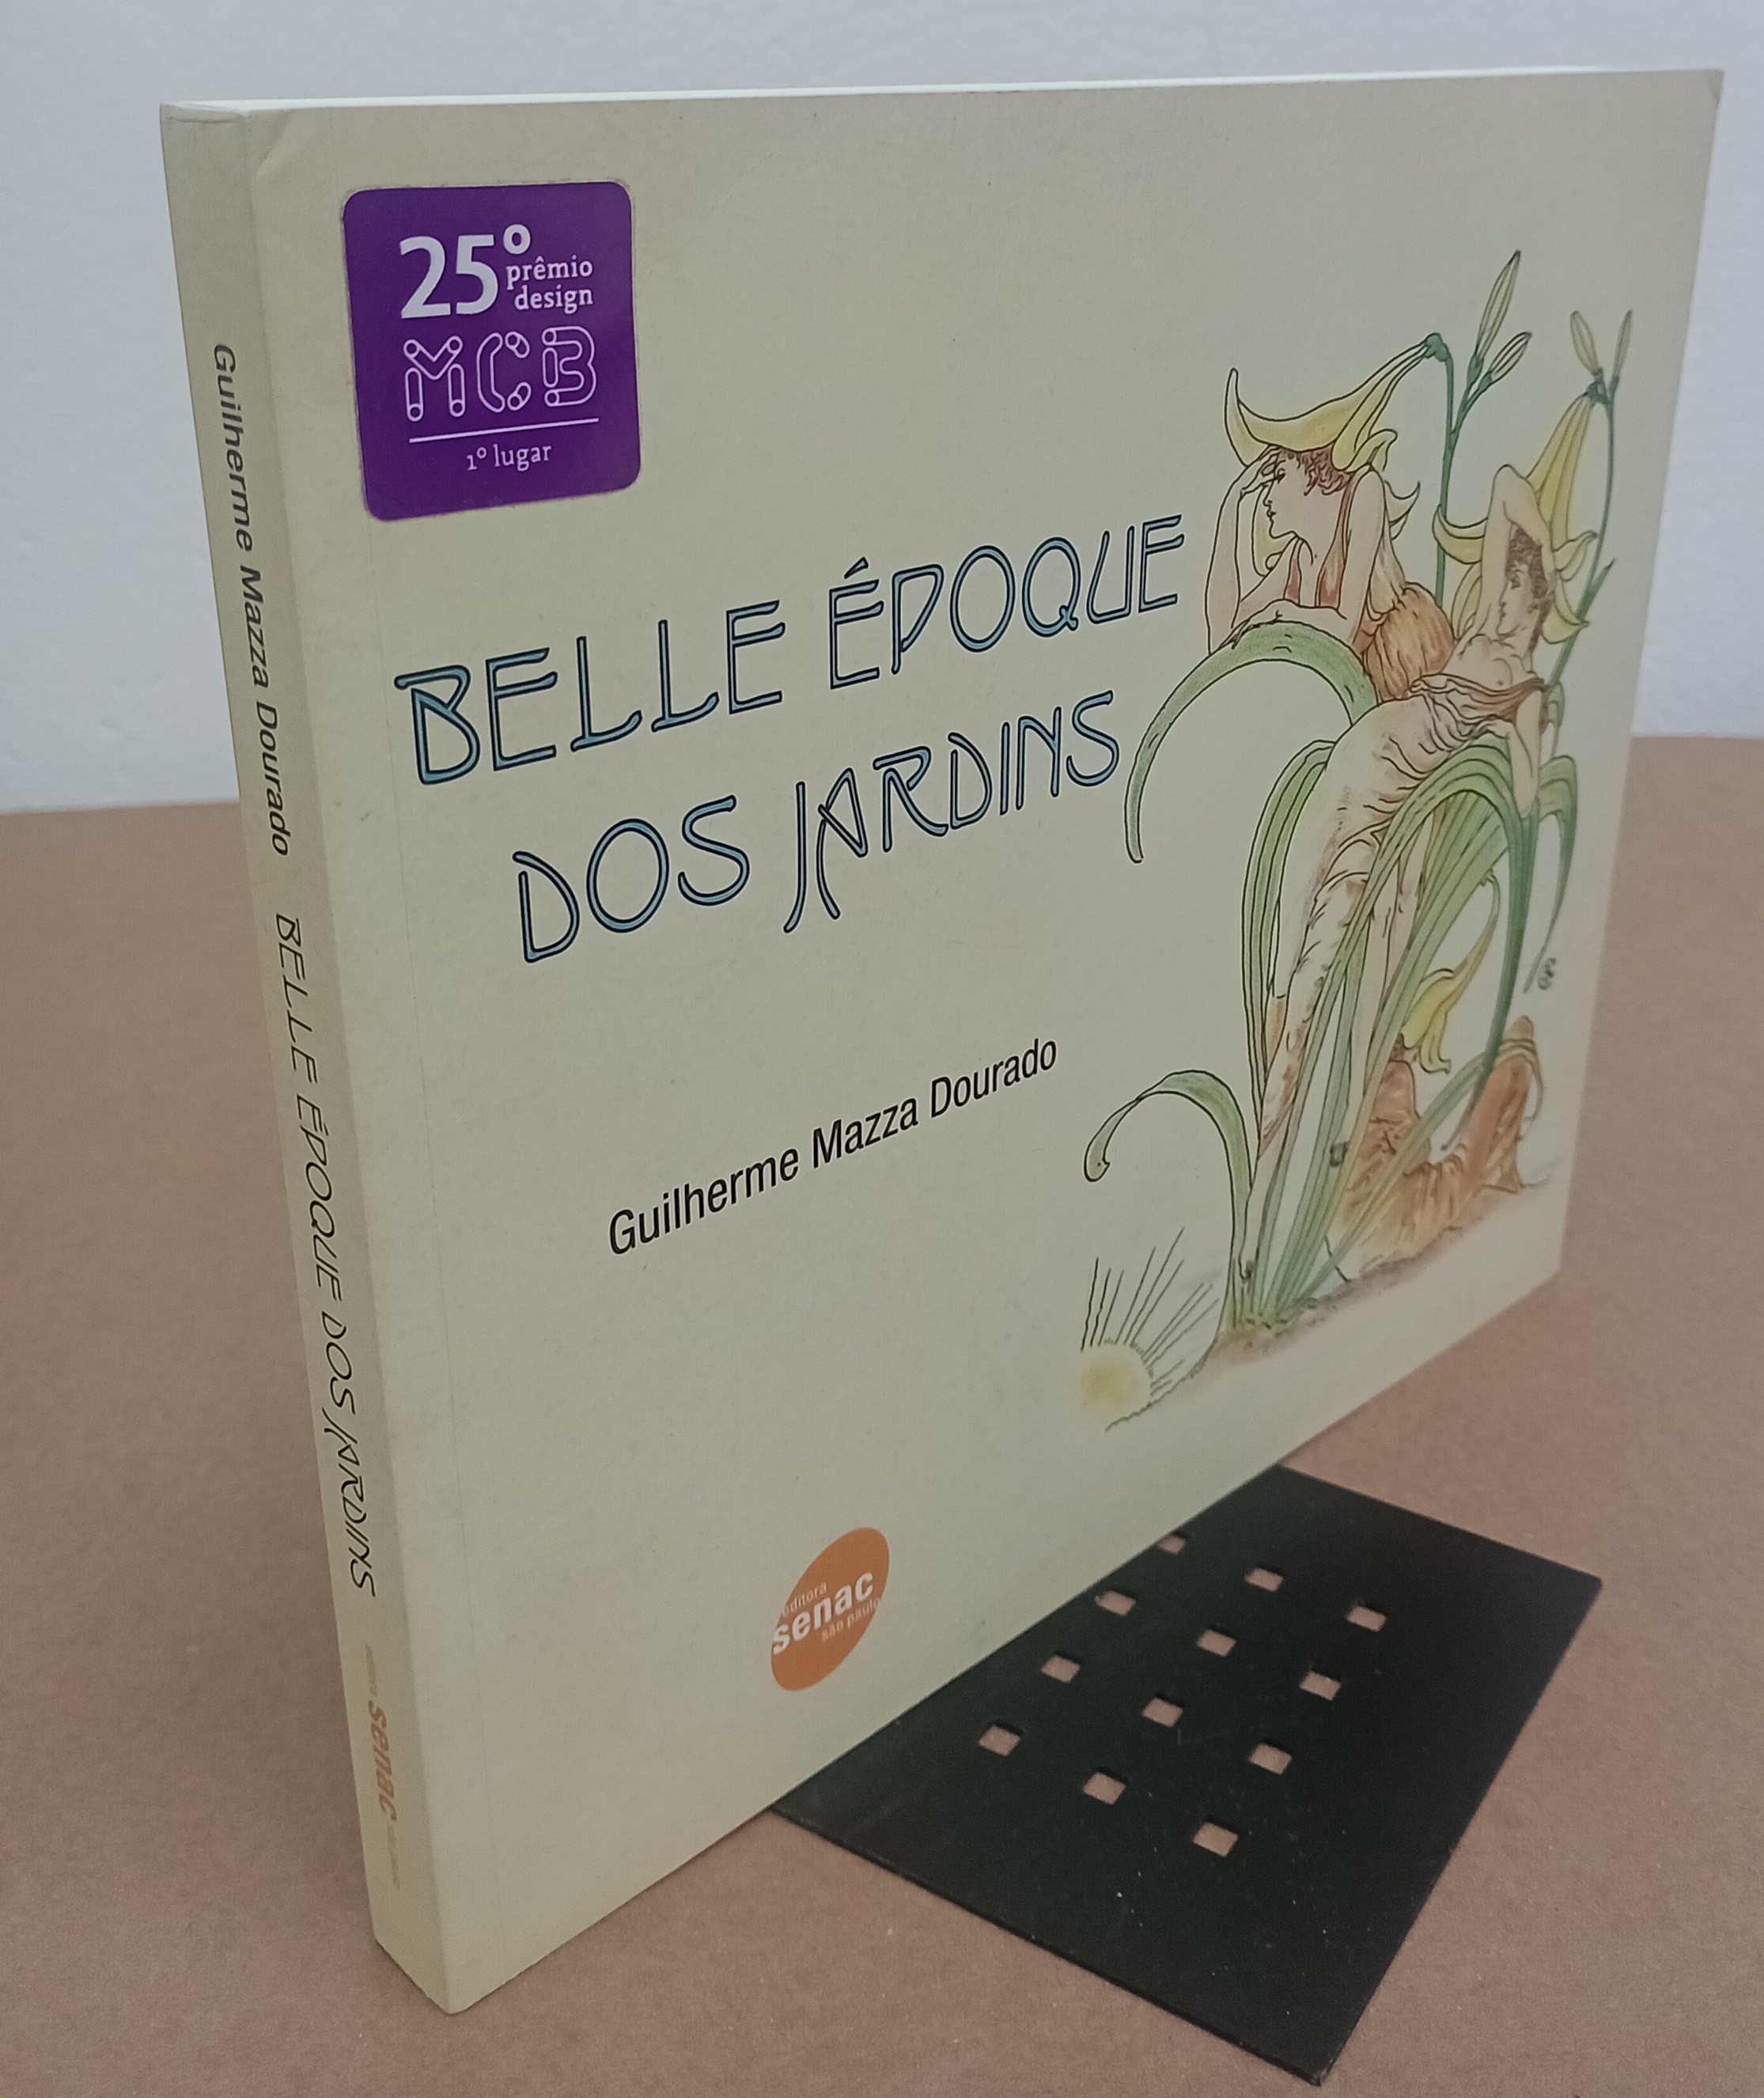 25º
prêmio
design
MCB
1º lugar
BELLE ÉPOQUE
DOS JARDINS
Guilherme Mazza Dourado
editora
senac
são paulo
Guilherme Mazza Dourado BELLE ÉPOQUE DOS JARDINS senac